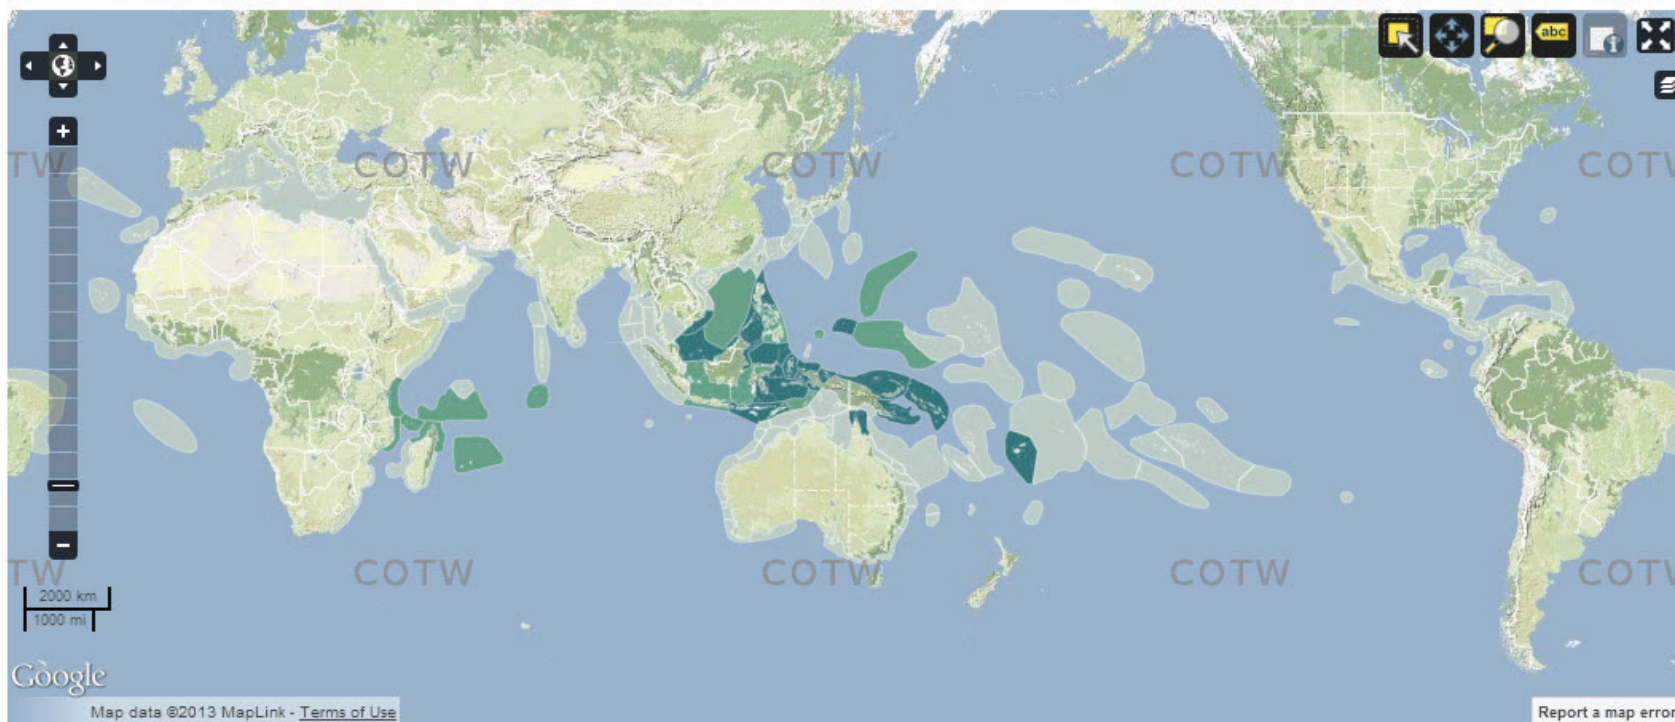 abc
TW COTW COTW COTW COTW
TW COTW COTW COTW COTW
2000 km
1000 mi
Google
Map data ©2013 MapLink - Terms of Use
Report a map error